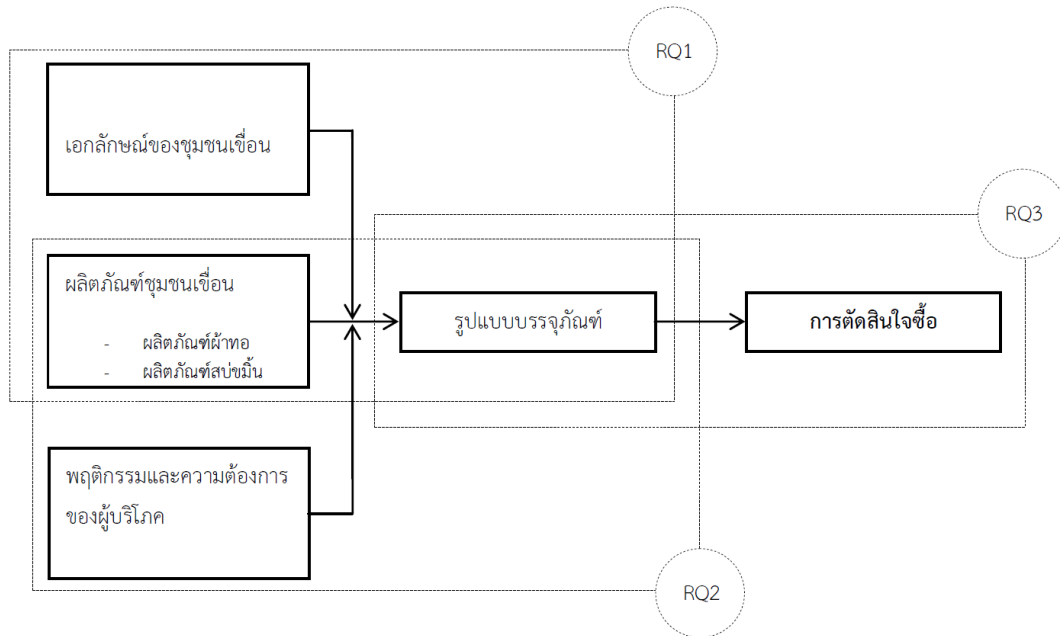 RQ1
เอกลักษณ์ของชุมชนเขื่อน
RQ3
ผลิตภัณฑ์ชุมชนเขื่อน
- ผลิตภัณฑ์ผ้าทอ
- ผลิตภัณฑ์สบ่ขมิ้น
รูปแบบบรรจุภัณฑ์
การตัดสินใจซื้อ
พฤติกรรมและความต้องการ
ของผู้บริโภค
RQ2